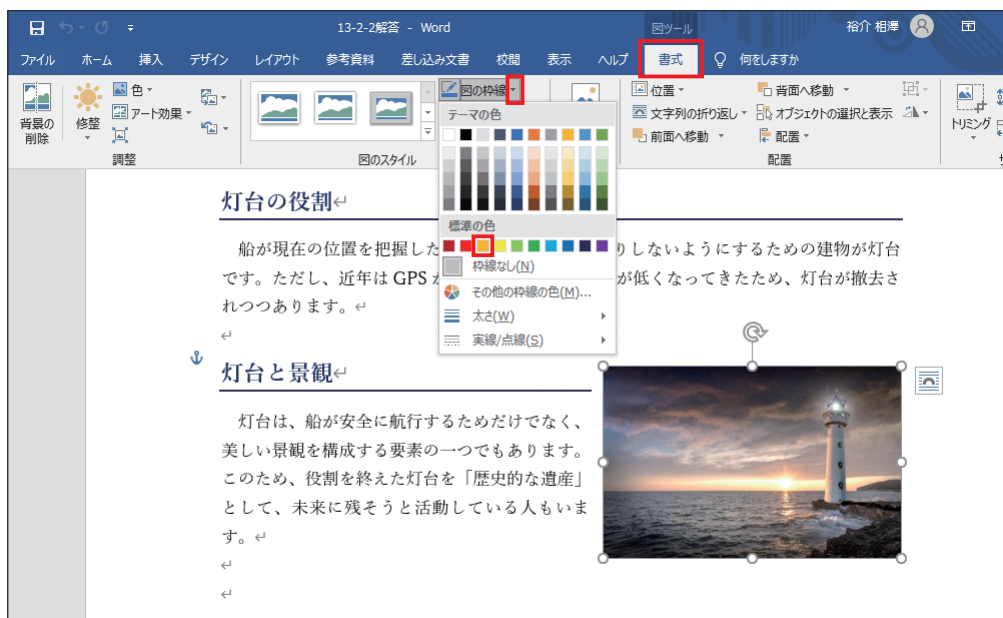 13-2-2解答 - Word
図ツール
裕介 相澤
ファイル ホーム 挿入 デザイン レイアウト 参考資料 差し込み文書 校閲 表示 ヘルプ 書式 何をしますか
背景の削除
修整
色
アート効果
調整
図のスタイル
図の枠線
テーマの色
標準の色
枠線なし(N)
その他の枠線の色(M)...
太さ(W)
実線/点線(S)
位置
文字列の折り返し
前面へ移動
背面へ移動
オブジェクトの選択と表示
配置
配置
トリミング
灯台の役割↵
船が現在の位置を把握した
りしないようにするための建物が灯台
です。ただし、近年は GPS
が低くなってきたため、灯台が撤去さ
れつつあります。↵
↵
灯台と景観↵
灯台は、船が安全に航行するためだけでなく、
美しい景観を構成する要素の一つでもあります。
このため、役割を終えた灯台を「歴史的な遺産」
として、未来に残そうと活動している人もいま
す。↵
↵
↵